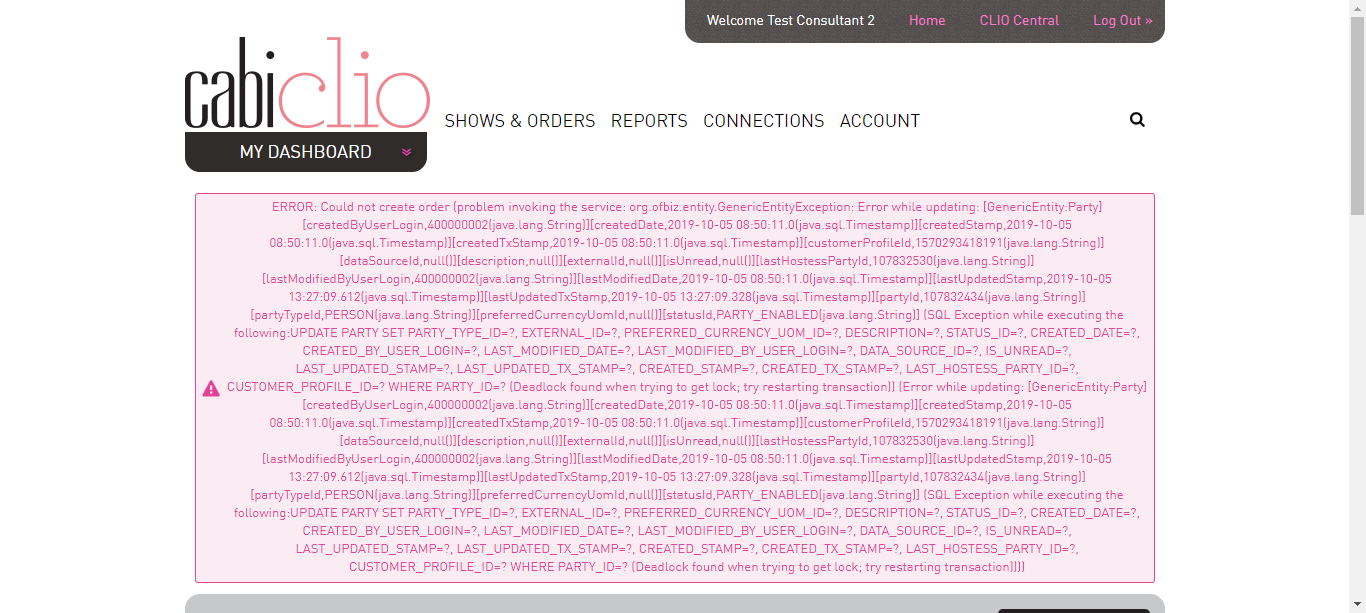 Welcome Test Consultant 2 Home CLIO Central Log Out »
cabiclio
SHOWS & ORDERS REPORTS CONNECTIONS ACCOUNT
MY DASHBOARD
ERROR: Could not create order (problem invoking the service: org.ofbiz.entity.GenericEntityException: Error while updating: [GenericEntity:Party]
[createdByUserLogin,400000002(java.lang.String)][createdDate,2019-10-05 08:50:11.0(java.sql.Timestamp)][createdStamp,2019-10-05
08:50:11.0(java.sql.Timestamp)][createdTxStamp,2019-10-05 08:50:11.0(java.sql.Timestamp)][customerProfileId,1570293418191(java.lang.String)]
[dataSourceId,null()][description,null()][externalId,null()][isUnread,null()][lastHostessPartyId,107832530(java.lang.String)]
[lastModifiedByUserLogin,400000002(java.lang.String)][lastModifiedDate,2019-10-05 08:50:11.0(java.sql.Timestamp)][lastUpdatedStamp,2019-10-05
13:27:09.612(java.sql.Timestamp)][lastUpdatedTxStamp,2019-10-05 13:27:09.328(java.sql.Timestamp)][partyId,107832434(java.lang.String)]
[partyTypeId,PERSON(java.lang.String)][preferredCurrencyUomId,null()][statusId,PARTY_ENABLED(java.lang.String)] (SQL Exception while executing the
following:UPDATE PARTY SET PARTY_TYPE_ID=?, EXTERNAL_ID=?, PREFERRED_CURRENCY_UOM_ID=?, DESCRIPTION=?, STATUS_ID=?, CREATED_DATE=?,
CREATED_BY_USER_LOGIN=?, LAST_MODIFIED_DATE=?, LAST_MODIFIED_BY_USER_LOGIN=?, DATA_SOURCE_ID=?, IS_UNREAD=?,
LAST_UPDATED_STAMP=?, LAST_UPDATED_TX_STAMP=?, CREATED_STAMP=?, CREATED_TX_STAMP=?, LAST_HOSTESS_PARTY_ID=?,
CUSTOMER_PROFILE_ID=? WHERE PARTY_ID=? (Deadlock found when trying to get lock; try restarting transaction)) (Error while updating: [GenericEntity:Party]
[createdByUserLogin,400000002(java.lang.String)][createdDate,2019-10-05 08:50:11.0(java.sql.Timestamp)][createdStamp,2019-10-05
08:50:11.0(java.sql.Timestamp)][createdTxStamp,2019-10-05 08:50:11.0(java.sql.Timestamp)][customerProfileId,1570293418191(java.lang.String)]
[dataSourceId,null()][description,null()][externalId,null()][isUnread,null()][lastHostessPartyId,107832530(java.lang.String)]
[lastModifiedByUserLogin,400000002(java.lang.String)][lastModifiedDate,2019-10-05 08:50:11.0(java.sql.Timestamp)][lastUpdatedStamp,2019-10-05
13:27:09.612(java.sql.Timestamp)][lastUpdatedTxStamp,2019-10-05 13:27:09.328(java.sql.Timestamp)][partyId,107832434(java.lang.String)]
[partyTypeId,PERSON(java.lang.String)][preferredCurrencyUomId,null()][statusId,PARTY_ENABLED(java.lang.String)] (SQL Exception while executing the
following:UPDATE PARTY SET PARTY_TYPE_ID=?, EXTERNAL_ID=?, PREFERRED_CURRENCY_UOM_ID=?, DESCRIPTION=?, STATUS_ID=?, CREATED_DATE=?,
CREATED_BY_USER_LOGIN=?, LAST_MODIFIED_DATE=?, LAST_MODIFIED_BY_USER_LOGIN=?, DATA_SOURCE_ID=?, IS_UNREAD=?,
LAST_UPDATED_STAMP=?, LAST_UPDATED_TX_STAMP=?, CREATED_STAMP=?, CREATED_TX_STAMP=?, LAST_HOSTESS_PARTY_ID=?,
CUSTOMER_PROFILE_ID=? WHERE PARTY_ID=? (Deadlock found when trying to get lock; try restarting transaction))))